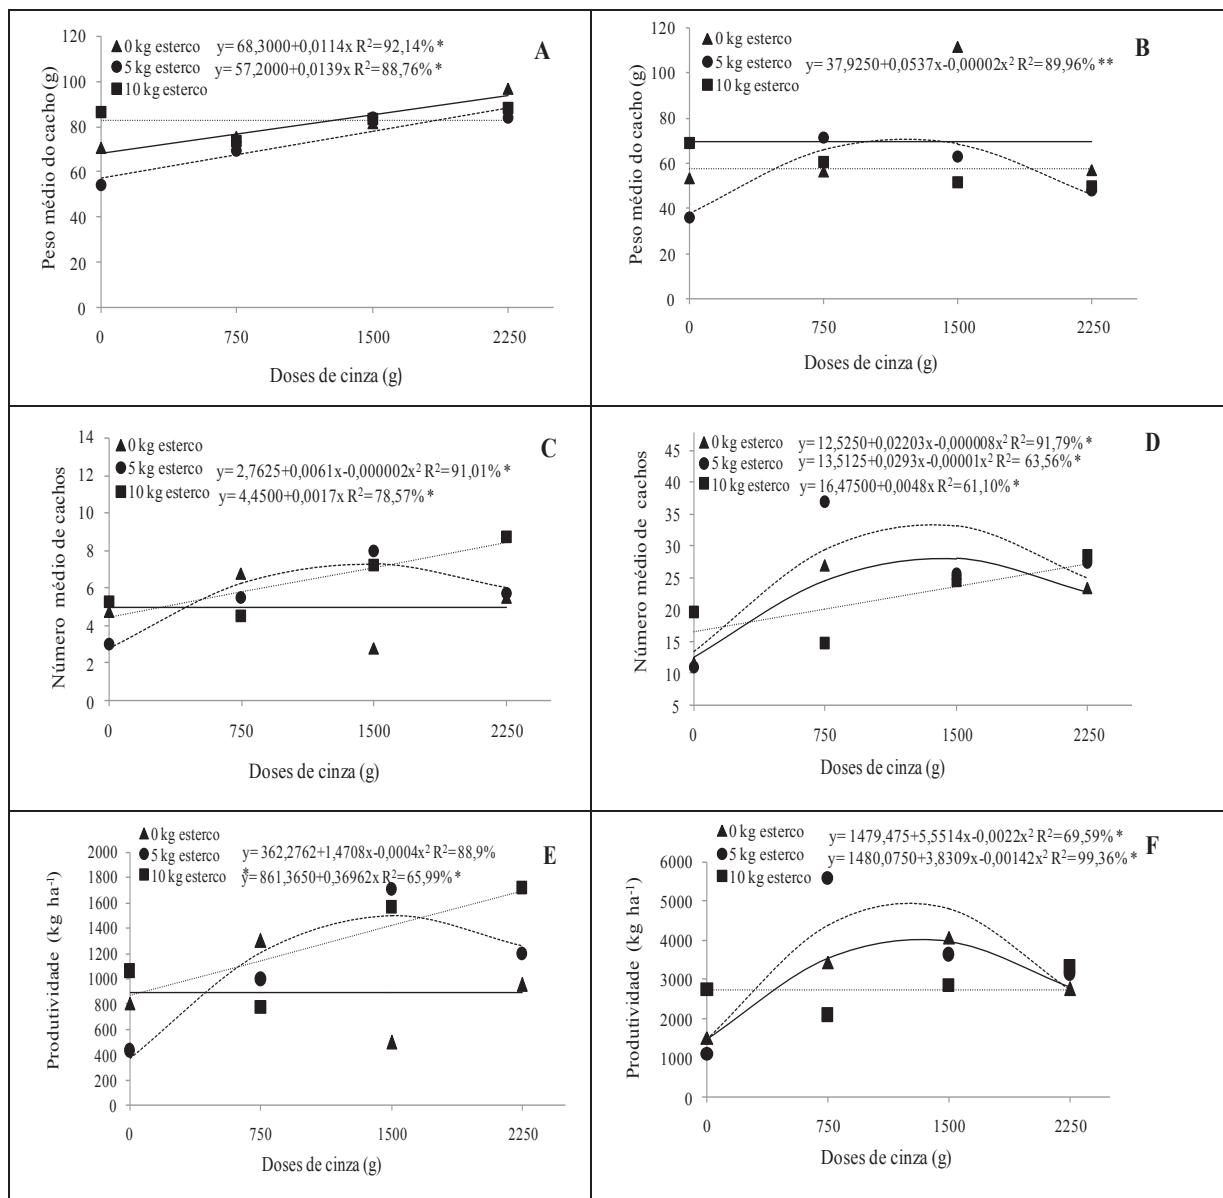 A
▲ 0 kg esterco y= 68,3000+0,0114x R²=92,14% *
● 5 kg esterco y= 57,2000+0,0139x R²=88,76% *
■ 10 kg esterco
Peso médio do cacho (g)
120
100
80
60
40
20
0
0 750 1500 2250
Doses de cinza (g)
B
▲ 0 kg esterco
● 5 kg esterco y= 37,9250+0,0537x-0,00002x² R²=89,96% **
■ 10 kg esterco
Peso médio do cacho (g)
120
100
80
60
40
20
0
0 750 1500 2250
Doses de cinza (g)
C
▲ 0 kg esterco
● 5 kg esterco y= 2,7625+0,0061x-0,000002x² R²=91,01% *
■ 10 kg esterco y= 4,4500+0,0017x R²=78,57% *
Número médio de cachos
14
12
10
8
6
4
2
0
0 750 1500 2250
Doses de cinza (g)
D
▲ 0 kg esterco y= 12,5250+0,02203x-0,000008x² R²=91,79% *
● 5 kg esterco y= 13,5125+0,0293x-0,00001x² R²= 63,56% *
■ 10 kg esterco y= 16,47500+0,0048x R²=61,10% *
Número médio de cachos
45
40
35
30
25
20
15
10
5
0 750 1500 2250
Doses de cinza (g)
E
▲ 0 kg esterco
● 5 kg esterco y= 362,2762+1,4708x-0,0004x² R²=88,9% *
■ 10 kg esterco y= 861,3650+0,36962x R²=65,99% *
Produtividade (kg ha⁻¹)
2000
1800
1600
1400
1200
1000
800
600
400
200
0
0 750 1500 2250
Doses de cinza (g)
F
▲ 0 kg esterco y= 1479,475+5,5514x-0,0022x² R²=69,59% *
● 5 kg esterco y= 1480,0750+3,8309x-0,00142x² R²=99,36% *
■ 10 kg esterco
Produtividade (kg ha⁻¹)
6000
5000
4000
3000
2000
1000
0
0 750 1500 2250
Doses de cinza (g)